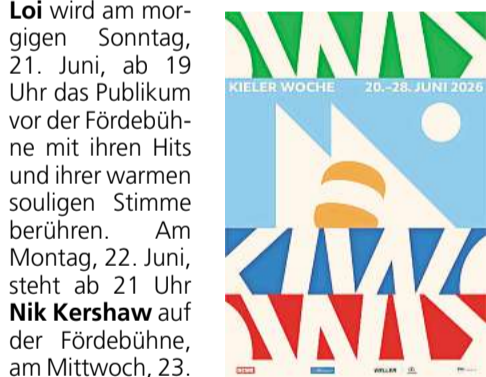 Loi wird am mor-
gigen Sonntag,
21. Juni, ab 19
Uhr das Publikum
vor der Fördebüh-
ne mit ihren Hits
und ihrer warmen
souligen Stimme
berühren. Am
Montag, 22. Juni,
steht ab 21 Uhr
Nik Kershaw auf
der Fördebühne,
am Mittwoch, 23.
KIELER WOCHE 20.–28. JUNI 2026
REWE
WELLER